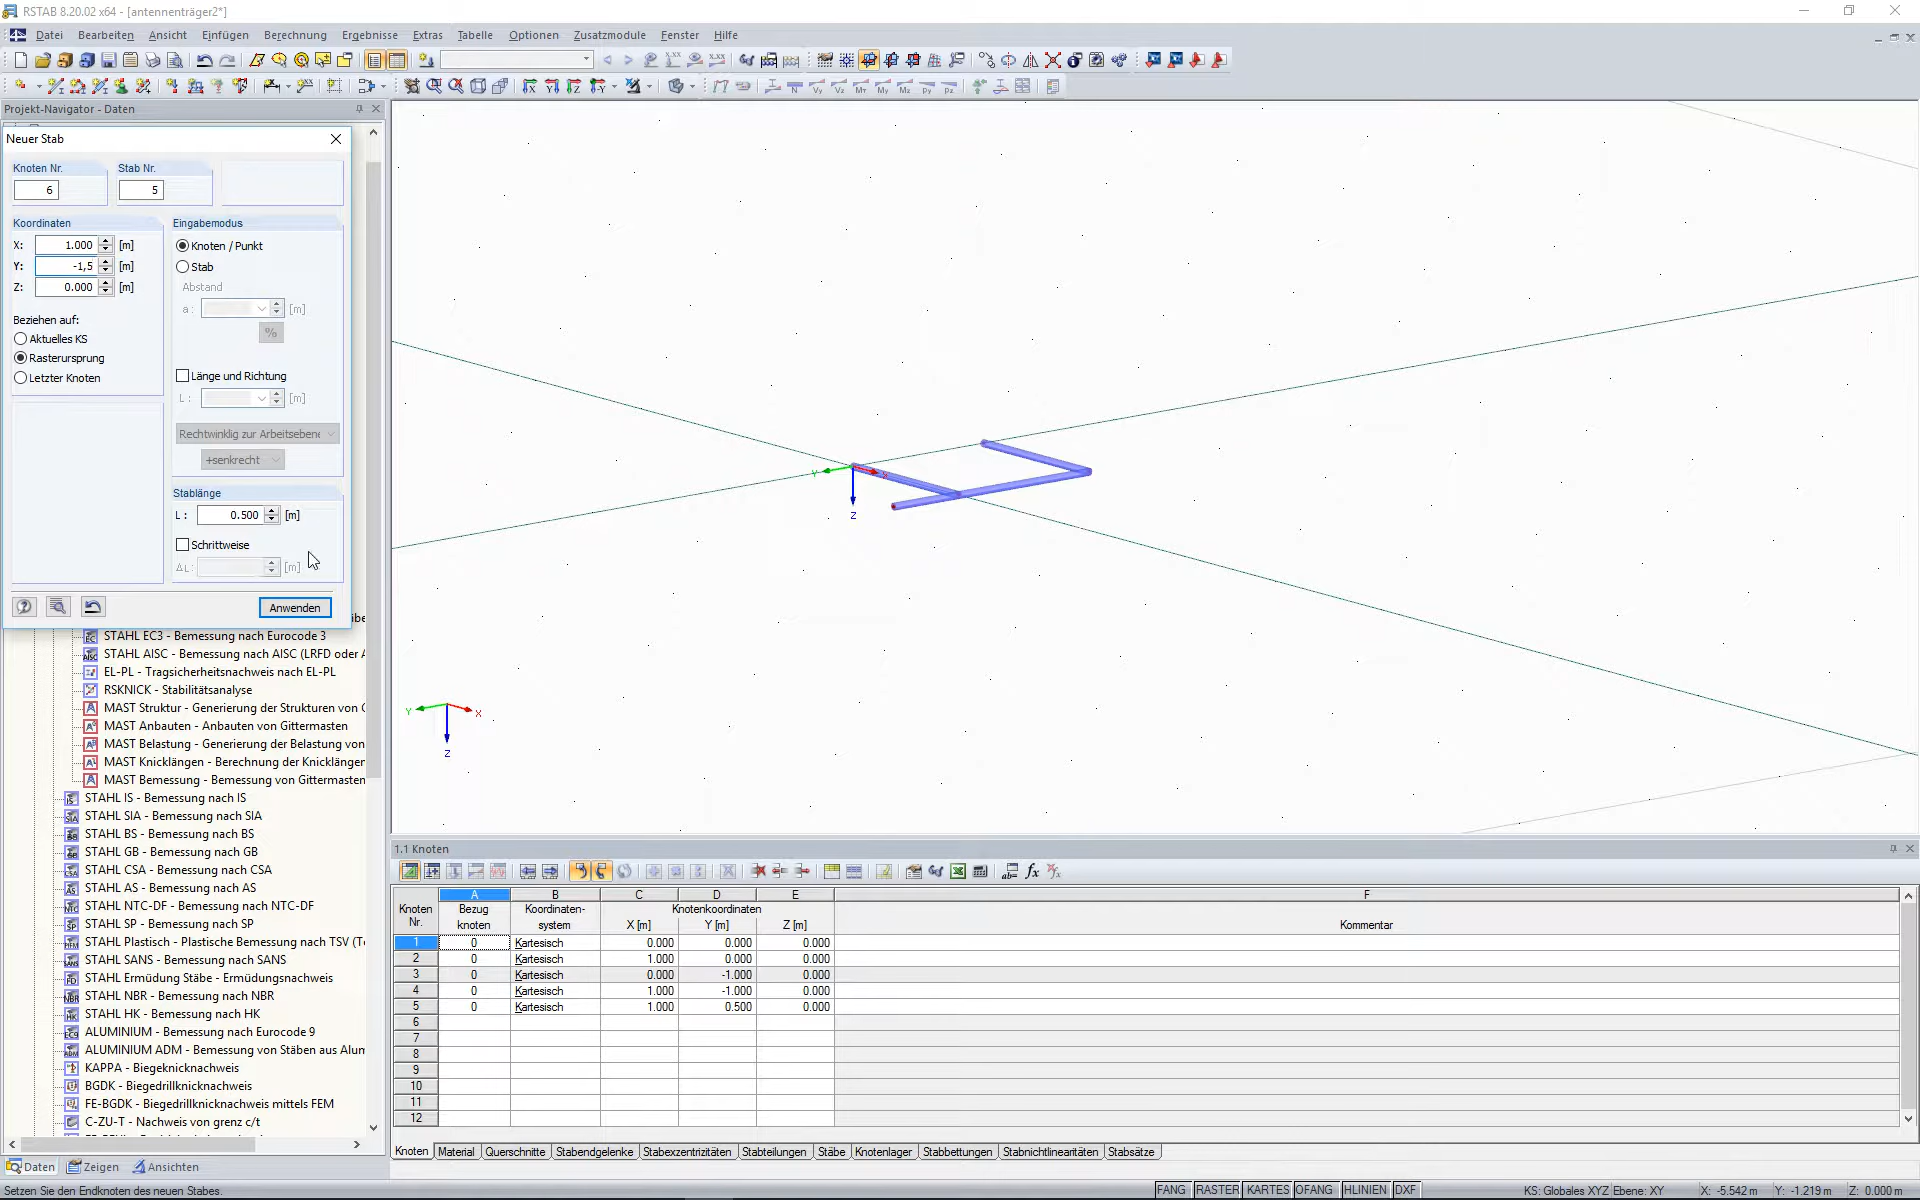 RSTAB 8.20.02 x64 - [antennenträger2*]
Datei Bearbeiten Ansicht Einfügen Berechnung Ergebnisse Extras Tabelle Optionen Zusatzmodule Fenster Hilfe
Projekt-Navigator - Daten
Neuer Stab
Knoten Nr. Stab Nr.
6 5
Koordinaten Eingabemodus
X: 1.000 [m] Knoten / Punkt
Y: -1,5 [m] Stab
Z: 0.000 [m] Abstand
a: [m]
Beziehen auf: %
Aktuelles KS
Rasterursprung
Letzter Knoten Länge und Richtung
L: [m]
Rechtwinklig zur Arbeitsebene
+senkrecht
Stablänge
L: 0.500 [m]
Schrittweise
ΔL: [m]
Anwenden
STAHL EC3 - Bemessung nach Eurocode 3
STAHL AISC - Bemessung nach AISC (LRFD oder A
EL-PL - Tragsicherheitsnachweis nach EL-PL
RSKNICK - Stabilitätsanalyse
MAST Struktur - Generierung der Strukturen von G
MAST Anbauten - Anbauten von Gittermasten
MAST Belastung - Generierung der Belastung von
MAST Knicklängen - Berechnung der Knicklängen
MAST Bemessung - Bemessung von Gittermasten
STAHL IS - Bemessung nach IS
STAHL SIA - Bemessung nach SIA
STAHL BS - Bemessung nach BS
STAHL GB - Bemessung nach GB
STAHL CSA - Bemessung nach CSA
STAHL AS - Bemessung nach AS
STAHL NTC-DF - Bemessung nach NTC-DF
STAHL SP - Bemessung nach SP
STAHL Plastisch - Plastische Bemessung nach TSV (Te
STAHL SANS - Bemessung nach SANS
STAHL Ermüdung Stäbe - Ermüdungsnachweis
STAHL NBR - Bemessung nach NBR
STAHL HK - Bemessung nach HK
ALUMINIUM - Bemessung nach Eurocode 9
ALUMINIUM ADM - Bemessung von Stäben aus Alum
KAPPA - Biegeknicknachweis
BGDK - Biegedrillknicknachweis
FE-BGDK - Biegedrillknicknachweis mittels FEM
C-ZU-T - Nachweis von grenz c/t
Daten Zeigen Ansichten
Y X
Z
Y X
Z
1.1 Knoten
A B C D E F
Knoten Bezug Koordinaten- Knotenkoordinaten
Nr. knoten system X [m] Y [m] Z [m] Kommentar
1 0 Kartesisch 0.000 0.000 0.000
2 0 Kartesisch 1.000 0.000 0.000
3 0 Kartesisch 0.000 -1.000 0.000
4 0 Kartesisch 1.000 -1.000 0.000
5 0 Kartesisch 1.000 0.500 0.000
6
7
8
9
10
11
12
Knoten Material Querschnitte Stabendgelenke Stabexzentrizitäten Stabteilungen Stäbe Knotenlager Stabbettungen Stabnichtlinearitäten Stabsätze
Setzen Sie den Endknoten des neuen Stabes. FANG RASTER KARTES OFANG HLINIEN DXF KS: Globales XYZ Ebene: XY X: -5.542 m Y: -1.219 m Z: 0.000 m